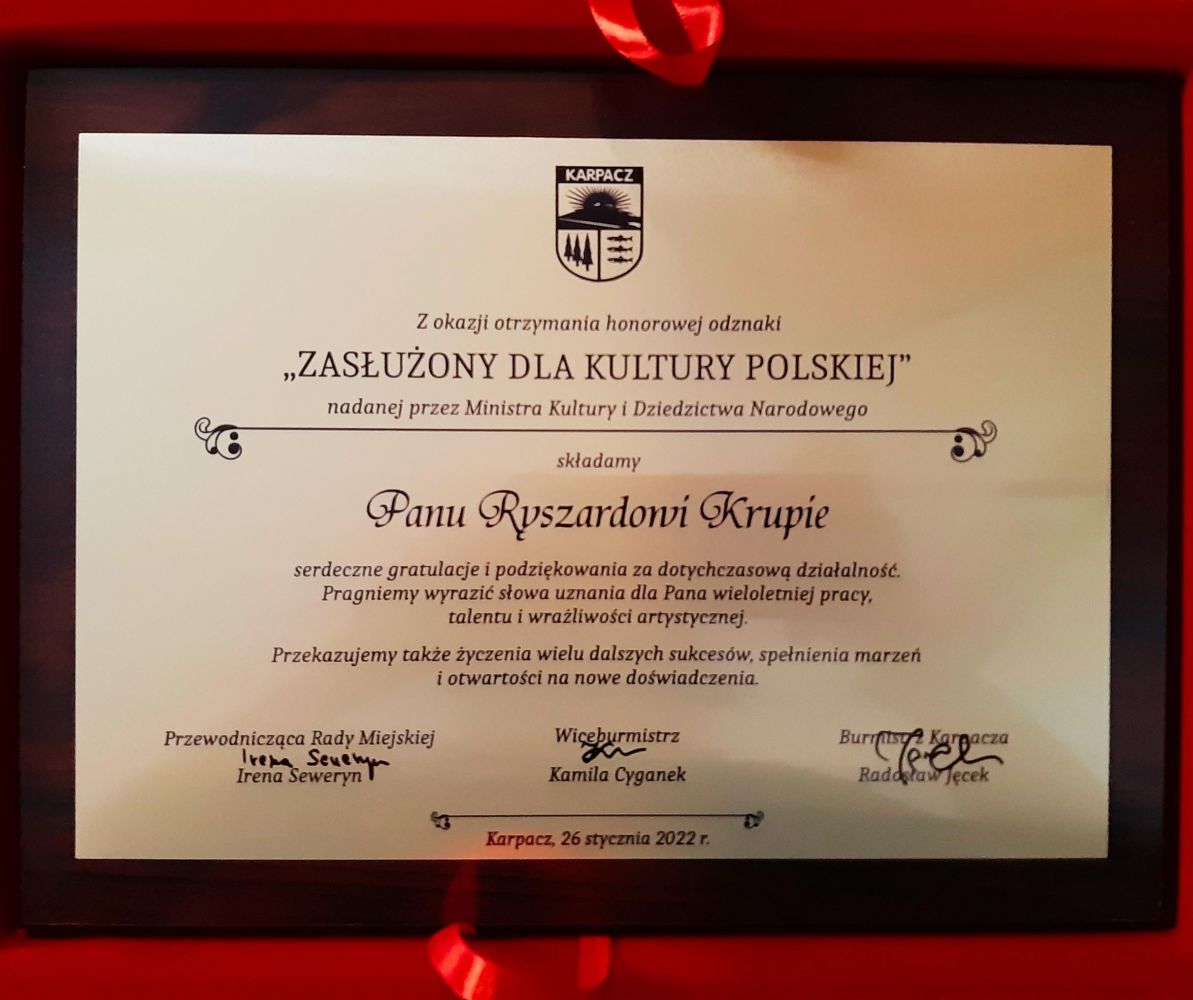 KARPACZ
Z okazji otrzymania honorowej odznaki
„ZASŁUŻONY DLA KULTURY POLSKIEJ”
nadanej przez Ministra Kultury i Dziedzictwa Narodowego
składamy
Panu Ryszardowi Krupie
serdeczne gratulacje i podziękowania za dotychczasową działalność.
Pragniemy wyrazić słowa uznania dla Pana wieloletniej pracy,
talentu i wrażliwości artystycznej.
Przekazujemy także życzenia wielu dalszych sukcesów, spełnienia marzeń
i otwartości na nowe doświadczenia.
Przewodnicząca Rady Miejskiej
Irena Seweryn
Irena Seweryn
Wiceburmistrz
Kamila Cyganek
Burmistrz Karpacza
Radosław Jęcek
Karpacz, 26 stycznia 2022 r.